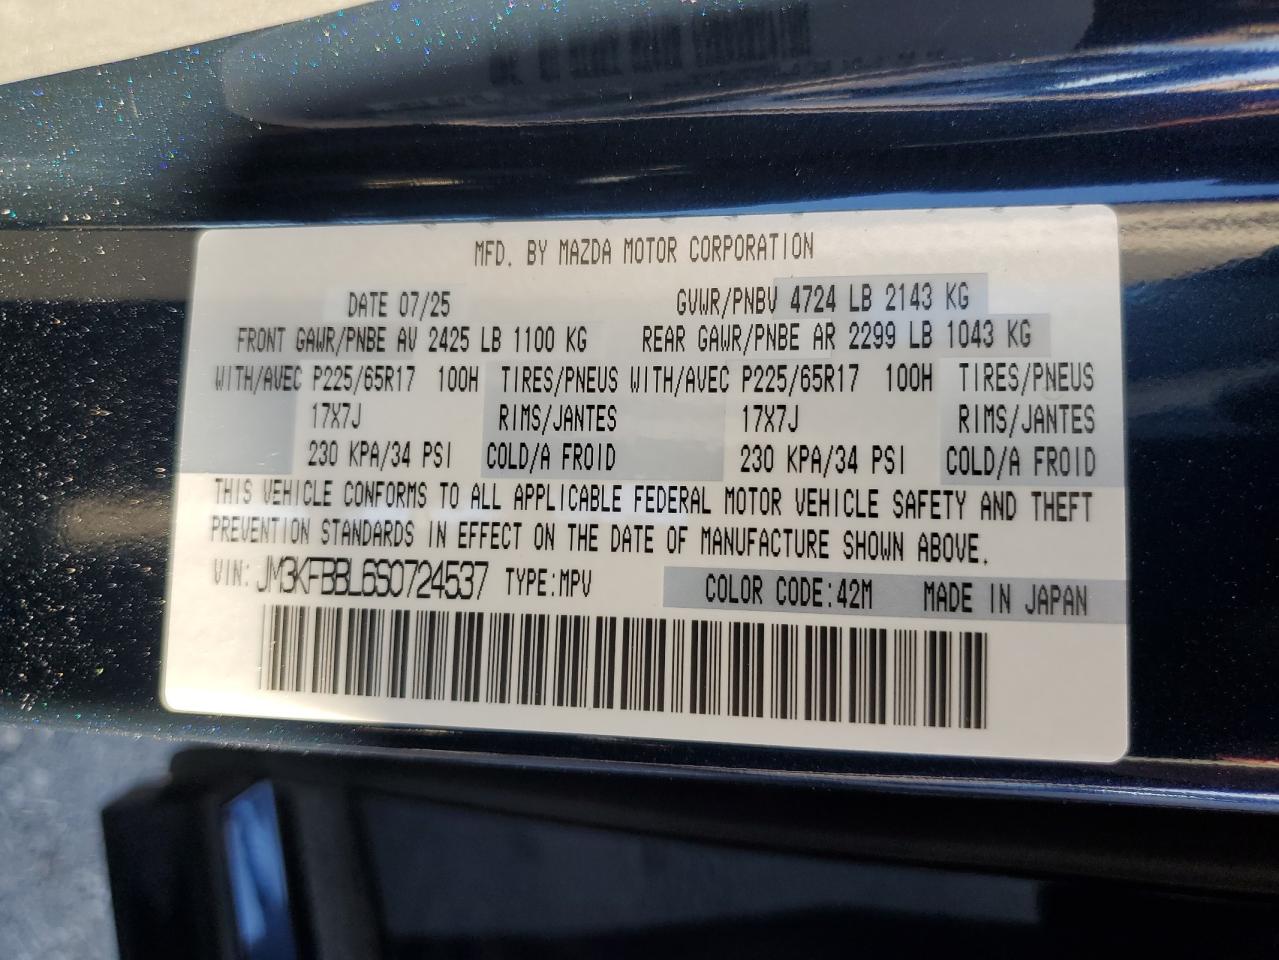 MFD. BY MAZDA MOTOR CORPORATION
DATE 07/25 GVWR/PNBV 4724 LB 2143 KG
FRONT GAWR/PNBE AV 2425 LB 1100 KG REAR GAWR/PNBE AR 2299 LB 1043 KG
WITH/AVEC P225/65R17 100H TIRES/PNEUS WITH/AVEC P225/65R17 100H TIRES/PNEUS
17X7J RIMS/JANTES 17X7J RIMS/JANTES
230 KPA/34 PSI COLD/A FROID 230 KPA/34 PSI COLD/A FROID
THIS VEHICLE CONFORMS TO ALL APPLICABLE FEDERAL MOTOR VEHICLE SAFETY AND THEFT
PREVENTION STANDARDS IN EFFECT ON THE DATE OF MANUFACTURE SHOWN ABOVE.
VIN: JM3KFBBL6S0724537 TYPE:MPV COLOR CODE:42M MADE IN JAPAN